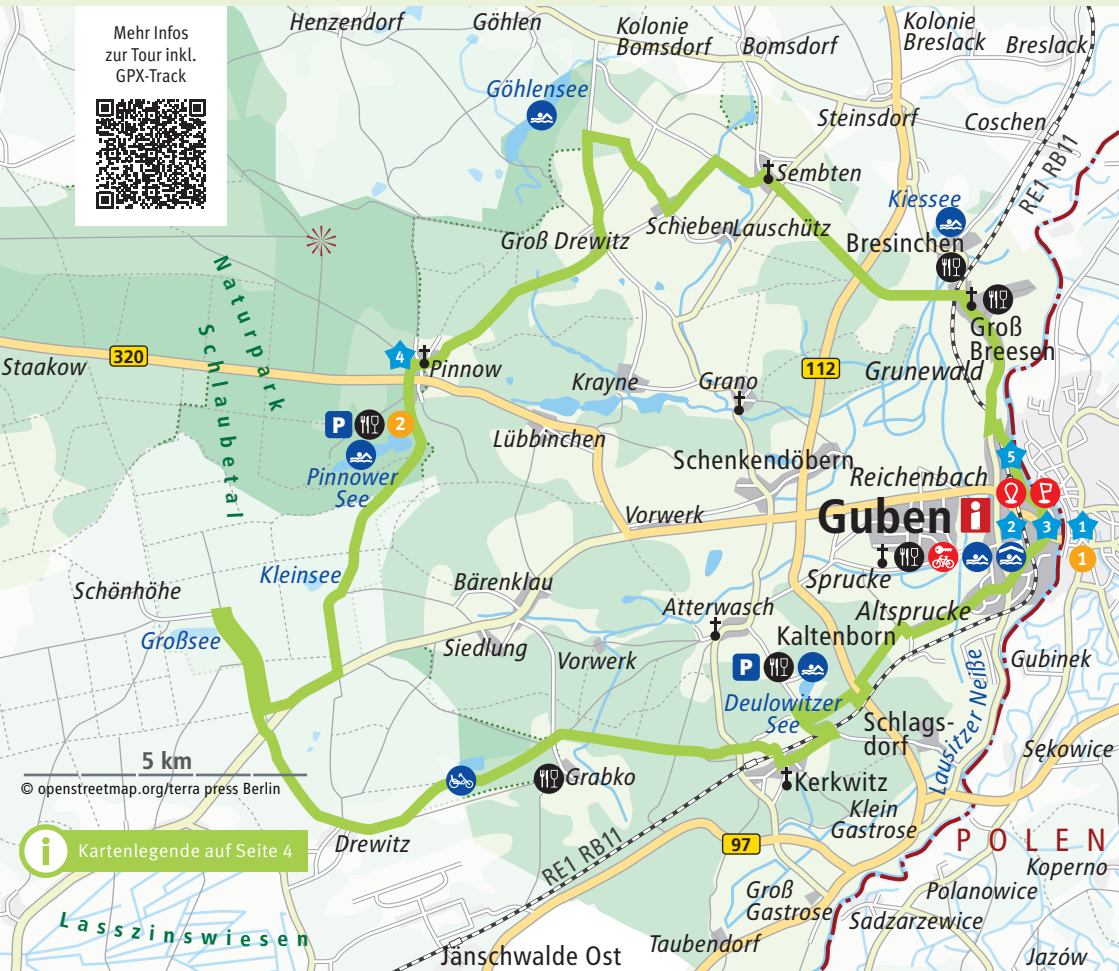 Mehr Infos
zur Tour inkl.
GPX-Track
Henzendorf
Göhlen
Kolonie
Bomsdorf
Bomsdorf
Kolonie
Breslack
Breslack
Göhlensee
Steinsdorf
Coschen
RE1 RB11
Sembten
Kiessee
Schieben
Lauschütz
Groß Drewitz
Bresinchen
Naturpark
Schlaubetal
Groß
Breesen
Staakow
320
4
Pinnow
112
Grunewald
Krayne
Grano
P
2
Lübbinchen
Pinnower
See
Schenkendöbern
Reichenbach
5
Vorwerk
Guben
i
2
3
1
1
Kleinsee
Bärenklau
Sprucke
Schönhöhe
Atterwasch
Altsprucke
Großsee
Siedlung
Vorwerk
Kaltenborn
P
Gubinek
Deulowitzer
See
Schlags-
dorf
Lausitzer Neiße
Sękowice
5 km
© openstreetmap.org/terra press Berlin
Grabko
Kerkwitz
Klein
Gastrose
i
Kartenlegende auf Seite 4
Drewitz
RE1 RB11
97
POLEN
Koperno
Groß
Gastrose
Polanowice
Sadzarzewice
Lasszinswiesen
Jänschwalde Ost
Taubendorf
Jazów